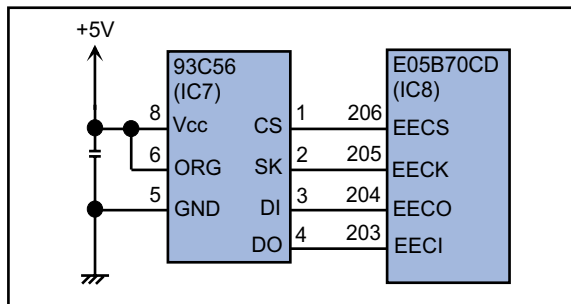 +5V
93C56
(IC7)
E05B70CD
(IC8)
8 Vcc CS 1 206 EECS
6 ORG SK 2 205 EECK
5 GND DI 3 204 EECO
DO 4 203 EECI